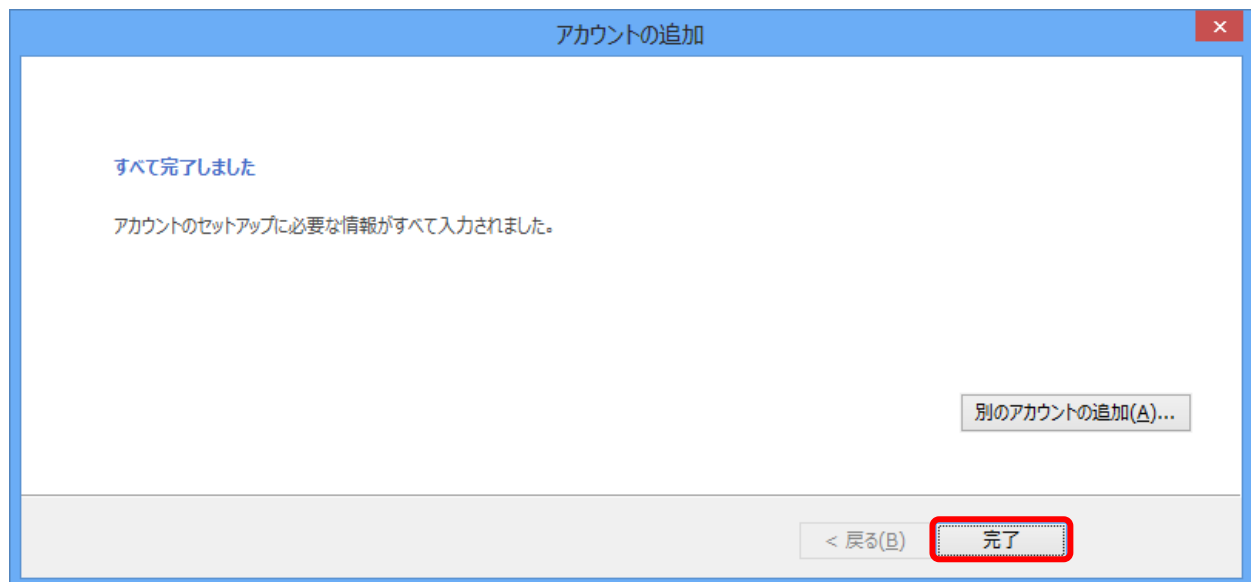 アカウントの追加
すべて完了しました
アカウントのセットアップに必要な情報がすべて入力されました。
別のアカウントの追加(A)...
< 戻る(B)
完了